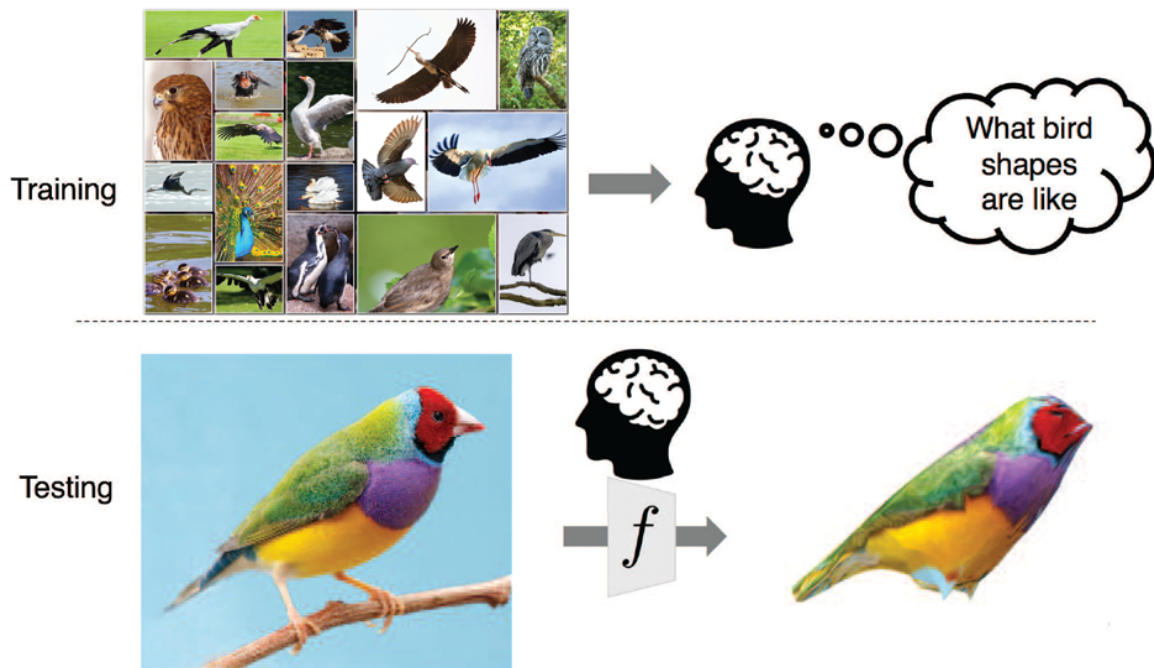 Training
What bird
shapes
are like
Testing
f